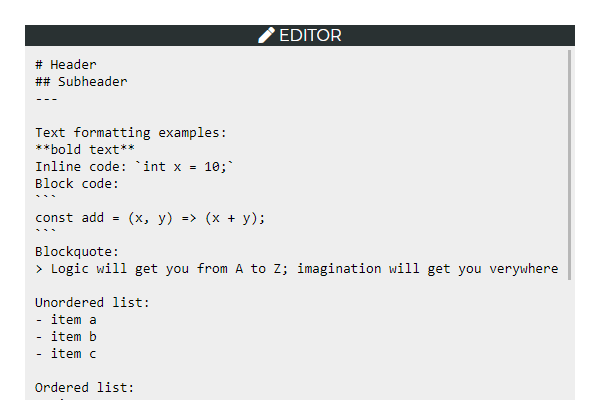 EDITOR
# Header
## Subheader
---
Text formatting examples:
**bold text**
Inline code: `int x = 10;`
Block code:
```
const add = (x, y) => (x + y);
```
Blockquote:
> Logic will get you from A to Z; imagination will get you verywhere
Unordered list:
- item a
- item b
- item c
Ordered list: